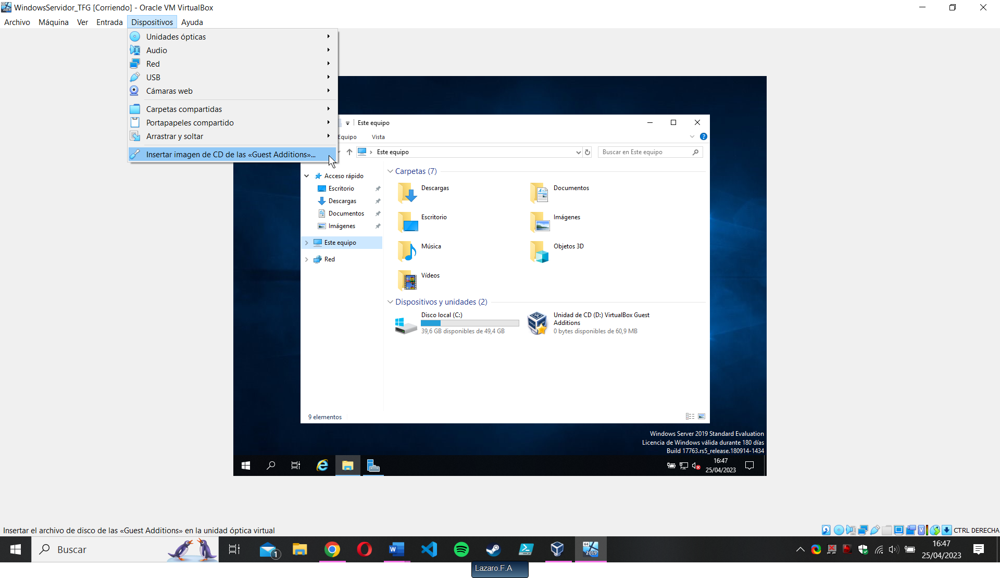 WindowsServidor_TFG [Corriendo] - Oracle VM VirtualBox
Archivo Máquina Ver Entrada Dispositivos Ayuda
Unidades ópticas
Audio
Red
USB
Cámaras web
Carpetas compartidas
Portapapeles compartido
Arrastrar y soltar
Insertar imagen de CD de las «Guest Additions»...
Este equipo
Equipo Vista
Este equipo
Buscar en Este equipo
Acceso rápido
Escritorio
Descargas
Documentos
Imágenes
Este equipo
Red
Carpetas (7)
Descargas
Documentos
Escritorio
Imágenes
Música
Objetos 3D
Vídeos
Dispositivos y unidades (2)
Disco local (C:)
39,6 GB disponibles de 49,4 GB
Unidad de CD (D:) VirtualBox Guest
Additions
0 bytes disponibles de 60,9 MB
9 elementos
Windows Server 2019 Standard Evaluation
Licencia de Windows válida durante 180 días
Build 17763.rs5_release.180914-1434
16:47
25/04/2023
Insertar el archivo de disco de las «Guest Additions» en la unidad óptica virtual
CTRL DERECHA
Buscar
1
64
2019
16:47
25/04/2023
Lazaro.F.A